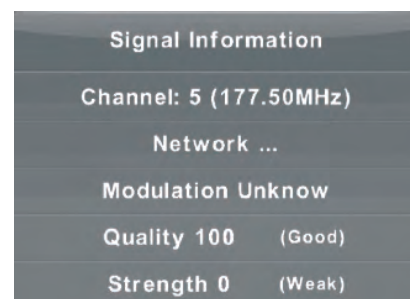 Signal Information
Channel: 5 (177.50MHz)
Network ...
Modulation Unknow
Quality 100 (Good)
Strength 0 (Weak)